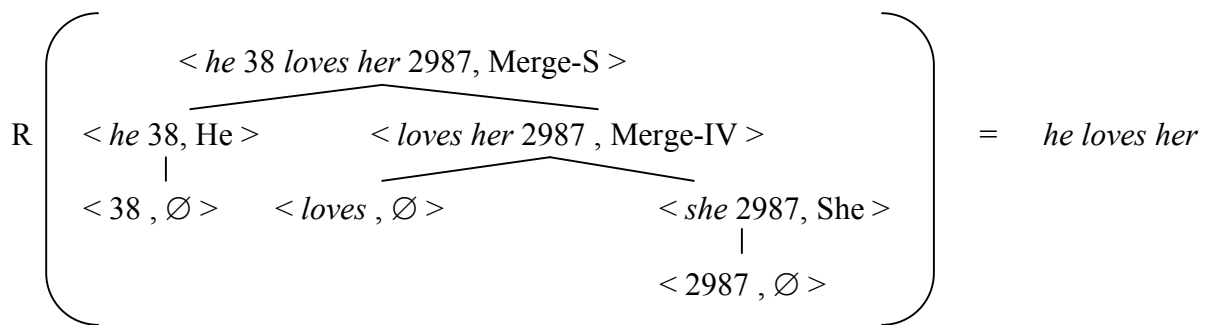 < he 38 loves her 2987, Merge-S >
R < he 38, He > < loves her 2987 , Merge-IV > = he loves her
< 38 , ∅ > < loves , ∅ > < she 2987, She >
< 2987 , ∅ >